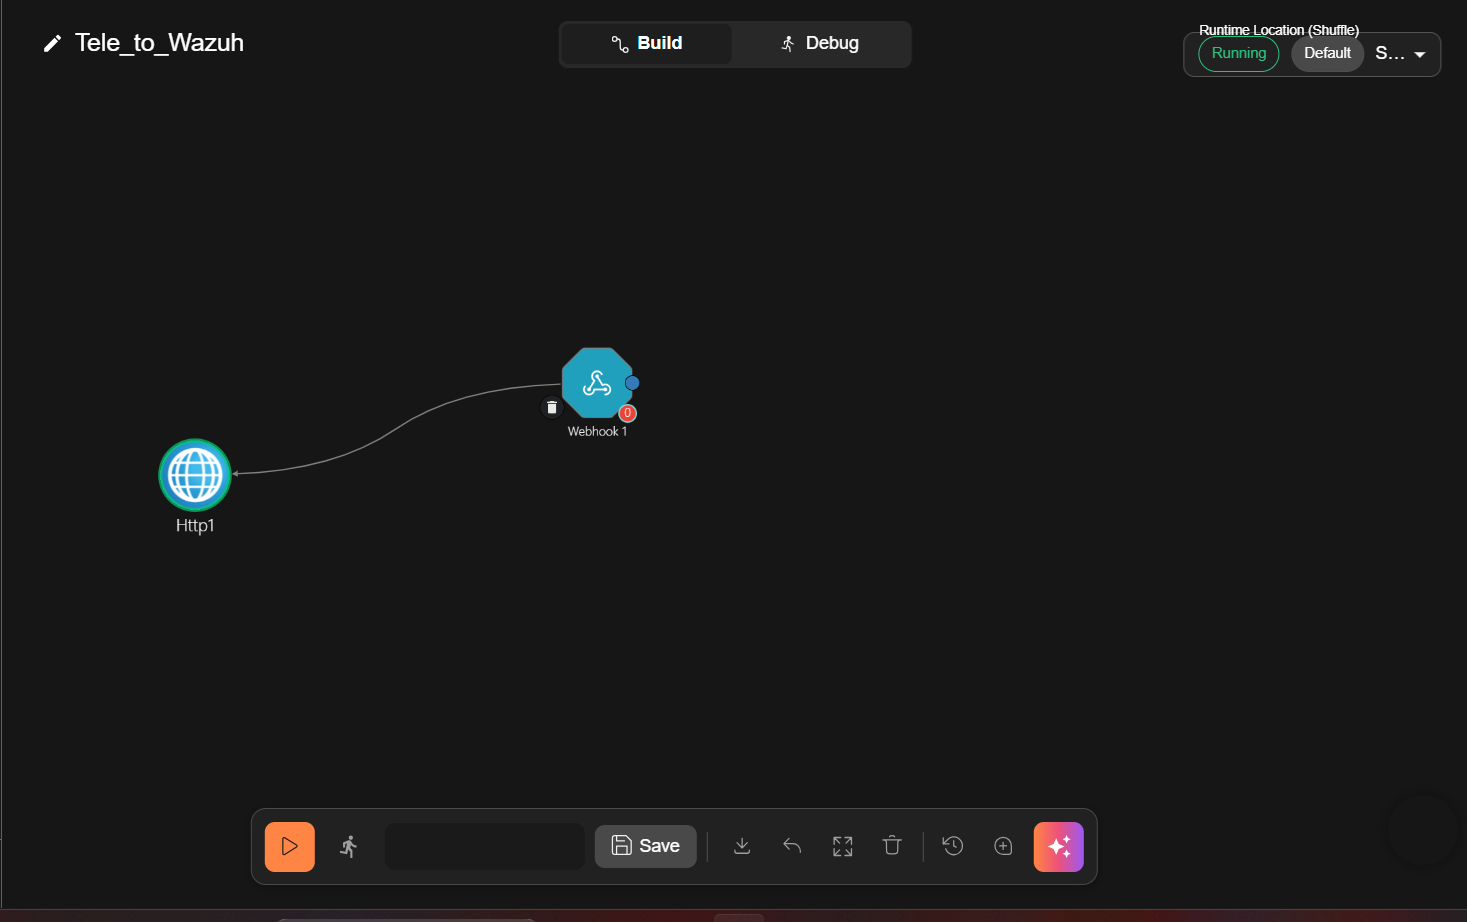 Tele_to_Wazuh
Build
Debug
Runtime Location (Shuffle)
Running
Default
S...
0
Webhook 1
Http1
Save